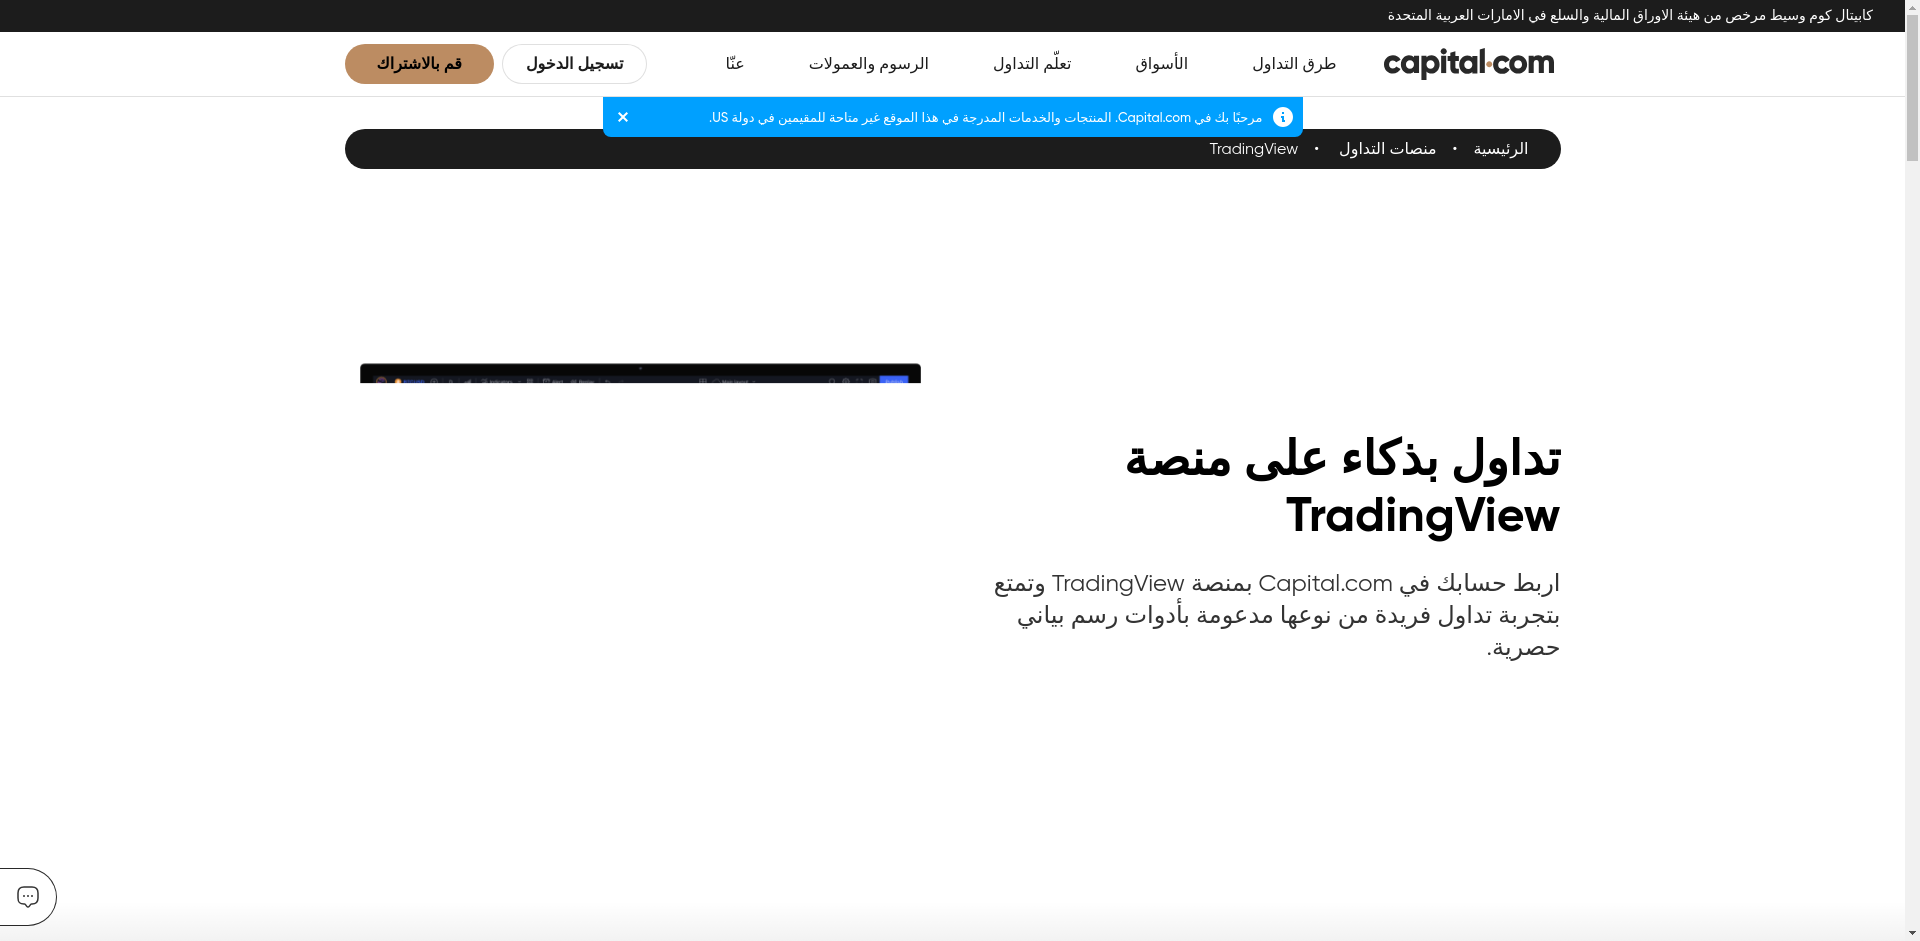 كابيتال كوم وسيط مرخص من هيئة الاوراق المالية والسلع في الامارات العربية المتحدة
capital.com
طرق التداول
الأسواق
تعلّم التداول
الرسوم والعمولات
عنّا
تسجيل الدخول
قم بالاشتراك
مرحبًا بك في Capital.com. المنتجات والخدمات المدرجة في هذا الموقع غير متاحة للمقيمين في دولة US.
الرئيسية • منصات التداول • TradingView
تداول بذكاء على منصة
TradingView
اربط حسابك في Capital.com بمنصة TradingView وتمتع
بتجربة تداول فريدة من نوعها مدعومة بأدوات رسم بياني
حصرية.